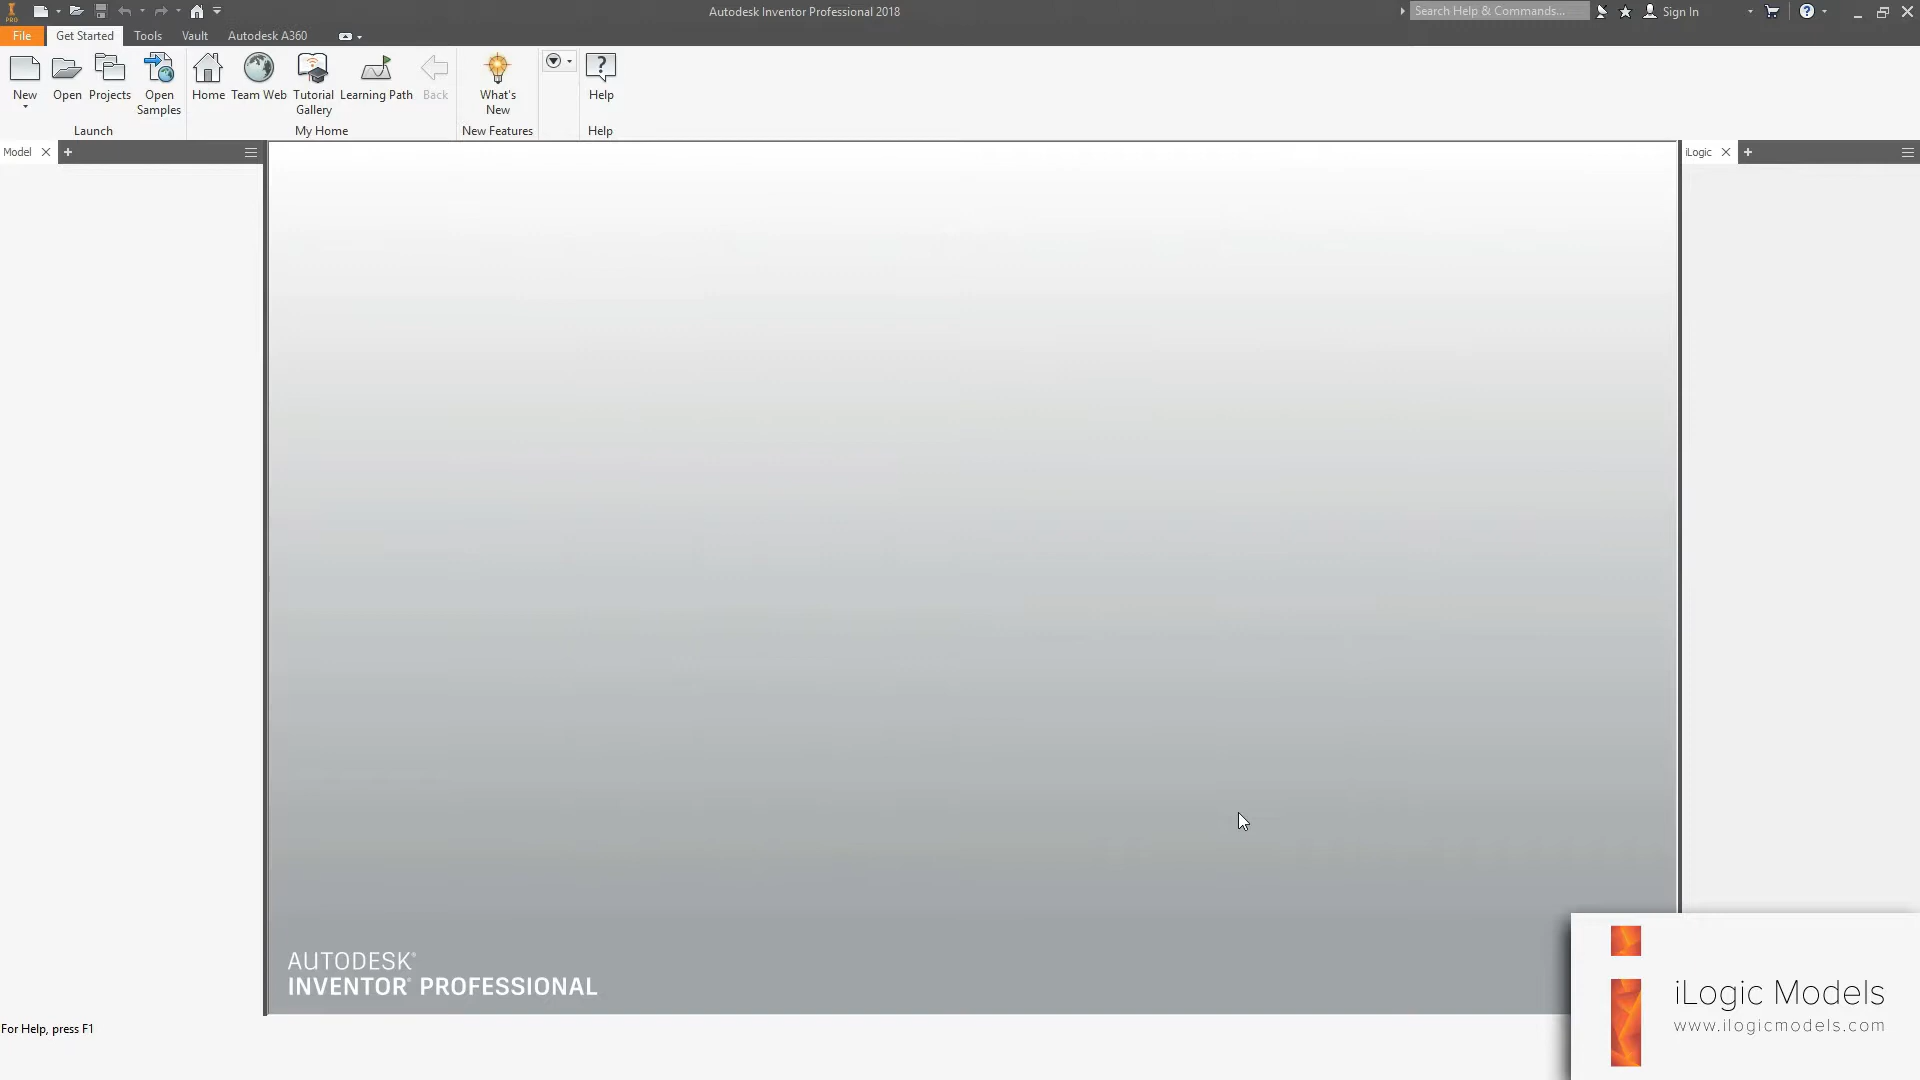 PRO
Autodesk Inventor Professional 2018
Search Help & Commands...
Sign In
File
Get Started
Tools
Vault
Autodesk A360
New
Open
Projects
Open
Samples
Home
Team Web
Tutorial
Gallery
Learning Path
Back
What's
New
Help
Launch
My Home
New Features
Help
Model
iLogic
AUTODESK®
INVENTOR® PROFESSIONAL
iLogic Models
www.ilogicmodels.com
For Help, press F1